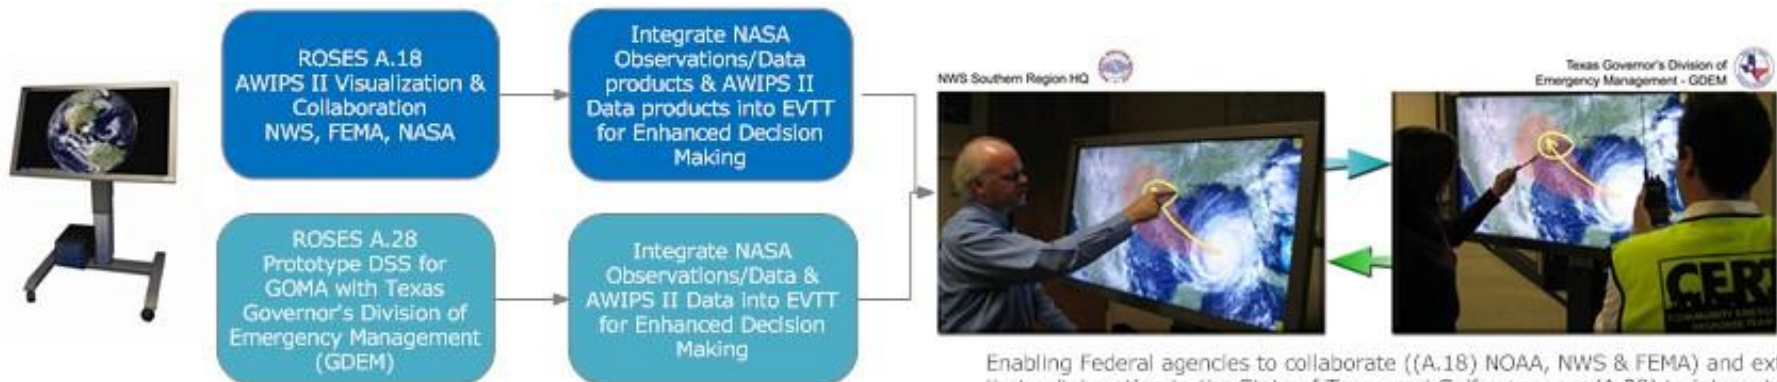 ROSES A.18
AWIPS II Visualization &
Collaboration
NWS, FEMA, NASA
Integrate NASA
Observations/Data
products & AWIPS II
Data products into EVTT
for Enhanced Decision
Making
ROSES A.28
Prototype DSS for
GOMA with Texas
Governor's Division of
Emergency Management
(GDEM)
Integrate NASA
Observations/Data &
AWIPS II Data into EVTT
for Enhanced Decision
Making
NWS Southern Region HQ
Texas Governor's Division of
Emergency Management - GDEM
CERT
COMMUNITY
RESPONSE
Enabling Federal agencies to collaborate ((A.18) NOAA, NWS & FEMA) and